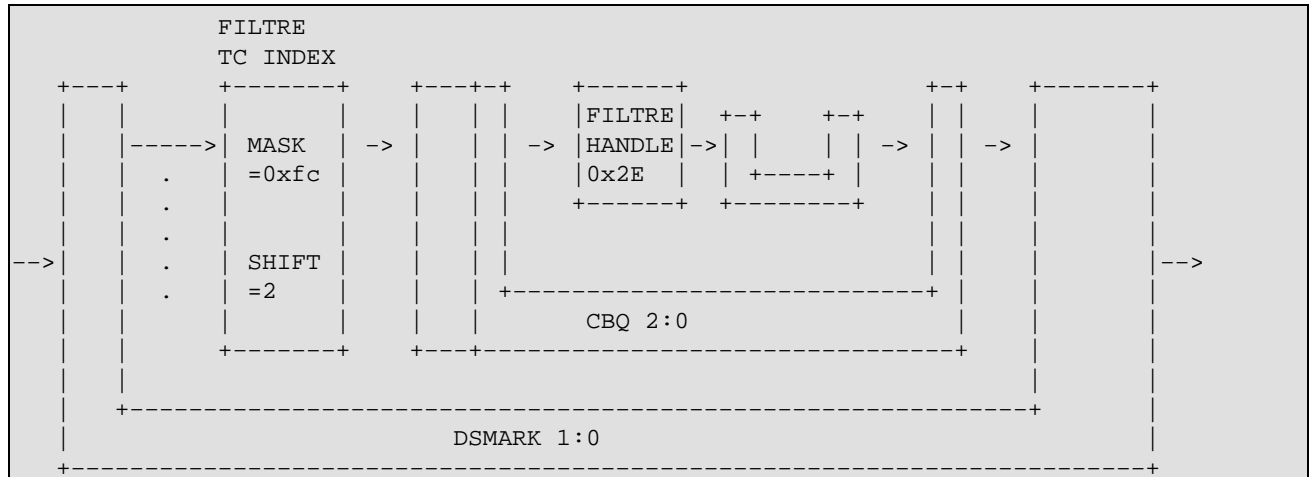 FILTRE
TC INDEX
FILTRE
MASK HANDLE
=0xfc 0x2E
SHIFT
=2
CBQ 2:0
DSMARK 1:0